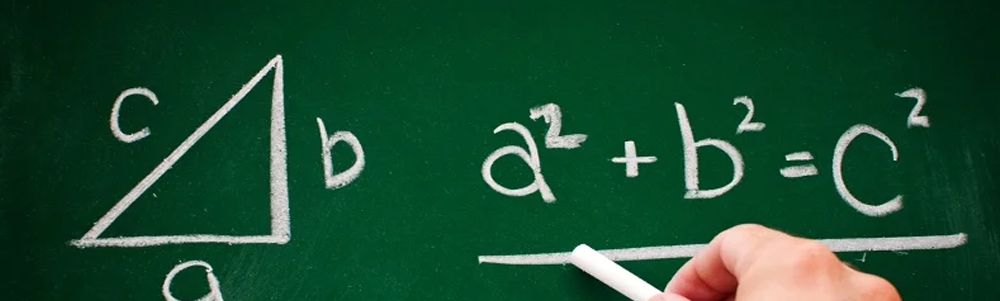 c
b
a
a² + b² = c²